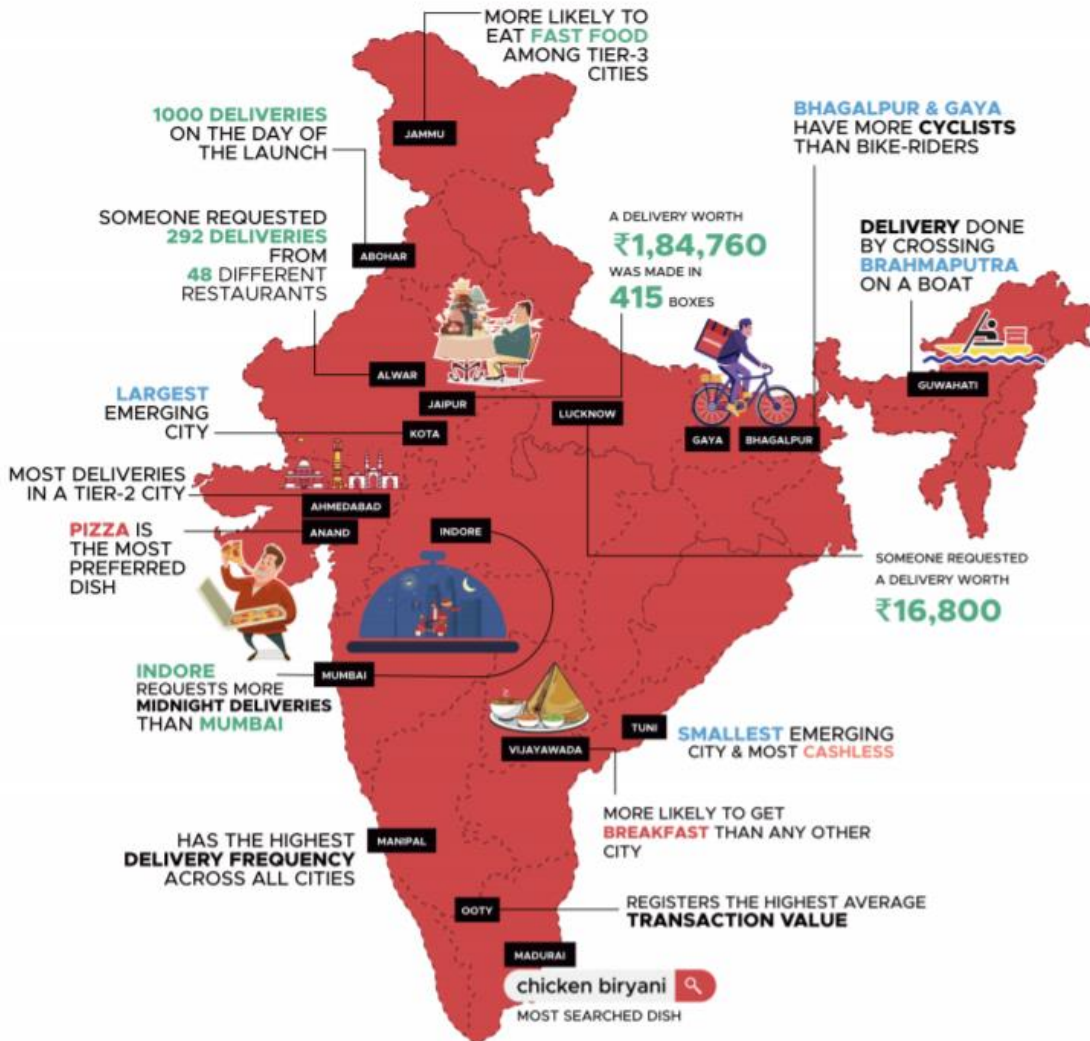 MORE LIKELY TO
EAT FAST FOOD
AMONG TIER-3
CITIES
JAMMU
1000 DELIVERIES
ON THE DAY OF
THE LAUNCH
ABOHAR
BHAGALPUR & GAYA
HAVE MORE CYCLISTS
THAN BIKE-RIDERS
SOMEONE REQUESTED
292 DELIVERIES
FROM
48 DIFFERENT
RESTAURANTS
ALWAR
A DELIVERY WORTH
₹1,84,760
WAS MADE IN
415 BOXES
JAIPUR
DELIVERY DONE
BY CROSSING
BRAHMAPUTRA
ON A BOAT
GUWAHATI
LARGEST
EMERGING
CITY
KOTA
LUCKNOW
GAYA
BHAGALPUR
MOST DELIVERIES
IN A TIER-2 CITY
AHMEDABAD
PIZZA IS
THE MOST
PREFERRED
DISH
ANAND
INDORE
SOMEONE REQUESTED
A DELIVERY WORTH
₹16,800
MUMBAI
INDORE
REQUESTS MORE
MIDNIGHT DELIVERIES
THAN MUMBAI
TUNI
SMALLEST EMERGING
CITY & MOST CASHLESS
VIJAYAWADA
MORE LIKELY TO GET
BREAKFAST THAN ANY OTHER
CITY
HAS THE HIGHEST
DELIVERY FREQUENCY
ACROSS ALL CITIES
MANIPAL
OOTY
REGISTERS THE HIGHEST AVERAGE
TRANSACTION VALUE
MADURAI
chicken biryani
MOST SEARCHED DISH